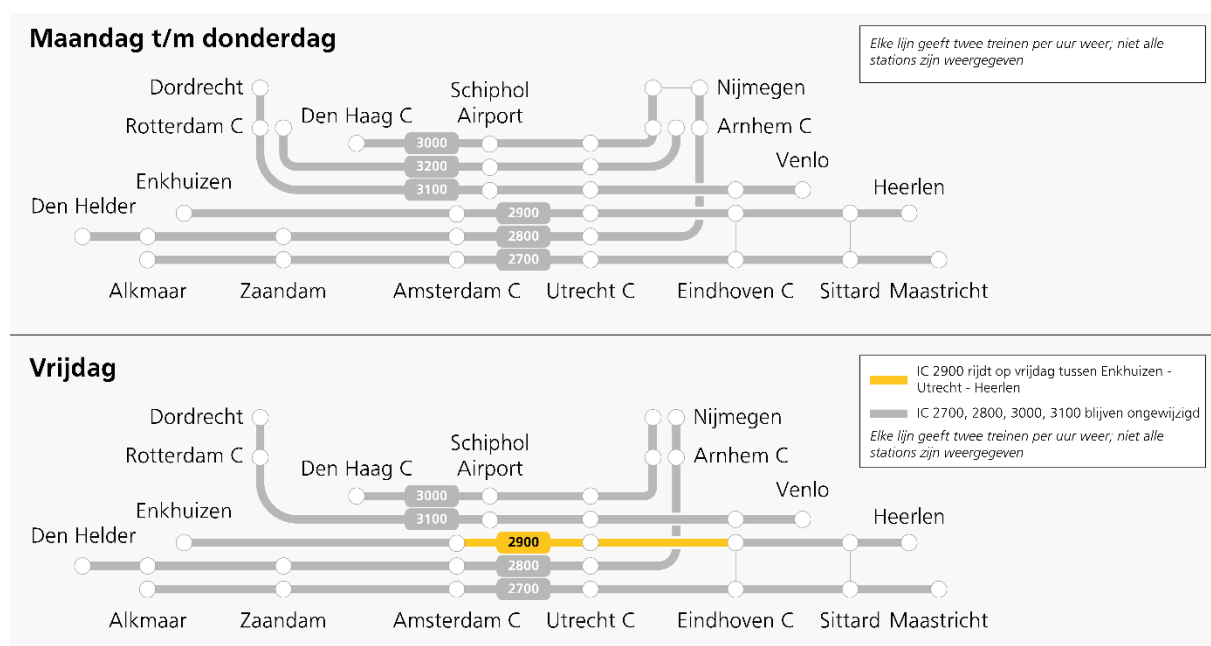 Maandag t/m donderdag
Elke lijn geeft twee treinen per uur weer; niet alle
stations zijn weergegeven
Dordrecht
Schiphol
Airport
Nijmegen
Rotterdam C
Den Haag C
Arnhem C
3000
Venlo
3200
Enkhuizen
3100
Heerlen
Den Helder
2900
2800
2700
Alkmaar
Zaandam
Amsterdam C
Utrecht C
Eindhoven C
Sittard
Maastricht
Vrijdag
IC 2900 rijdt op vrijdag tussen Enkhuizen -
Utrecht - Heerlen
IC 2700, 2800, 3000, 3100 blijven ongewijzigd
Elke lijn geeft twee treinen per uur weer; niet alle
stations zijn weergegeven
Dordrecht
Schiphol
Airport
Nijmegen
Rotterdam C
Den Haag C
Arnhem C
3000
Venlo
Enkhuizen
3100
Heerlen
Den Helder
2900
2800
2700
Alkmaar
Zaandam
Amsterdam C
Utrecht C
Eindhoven C
Sittard
Maastricht